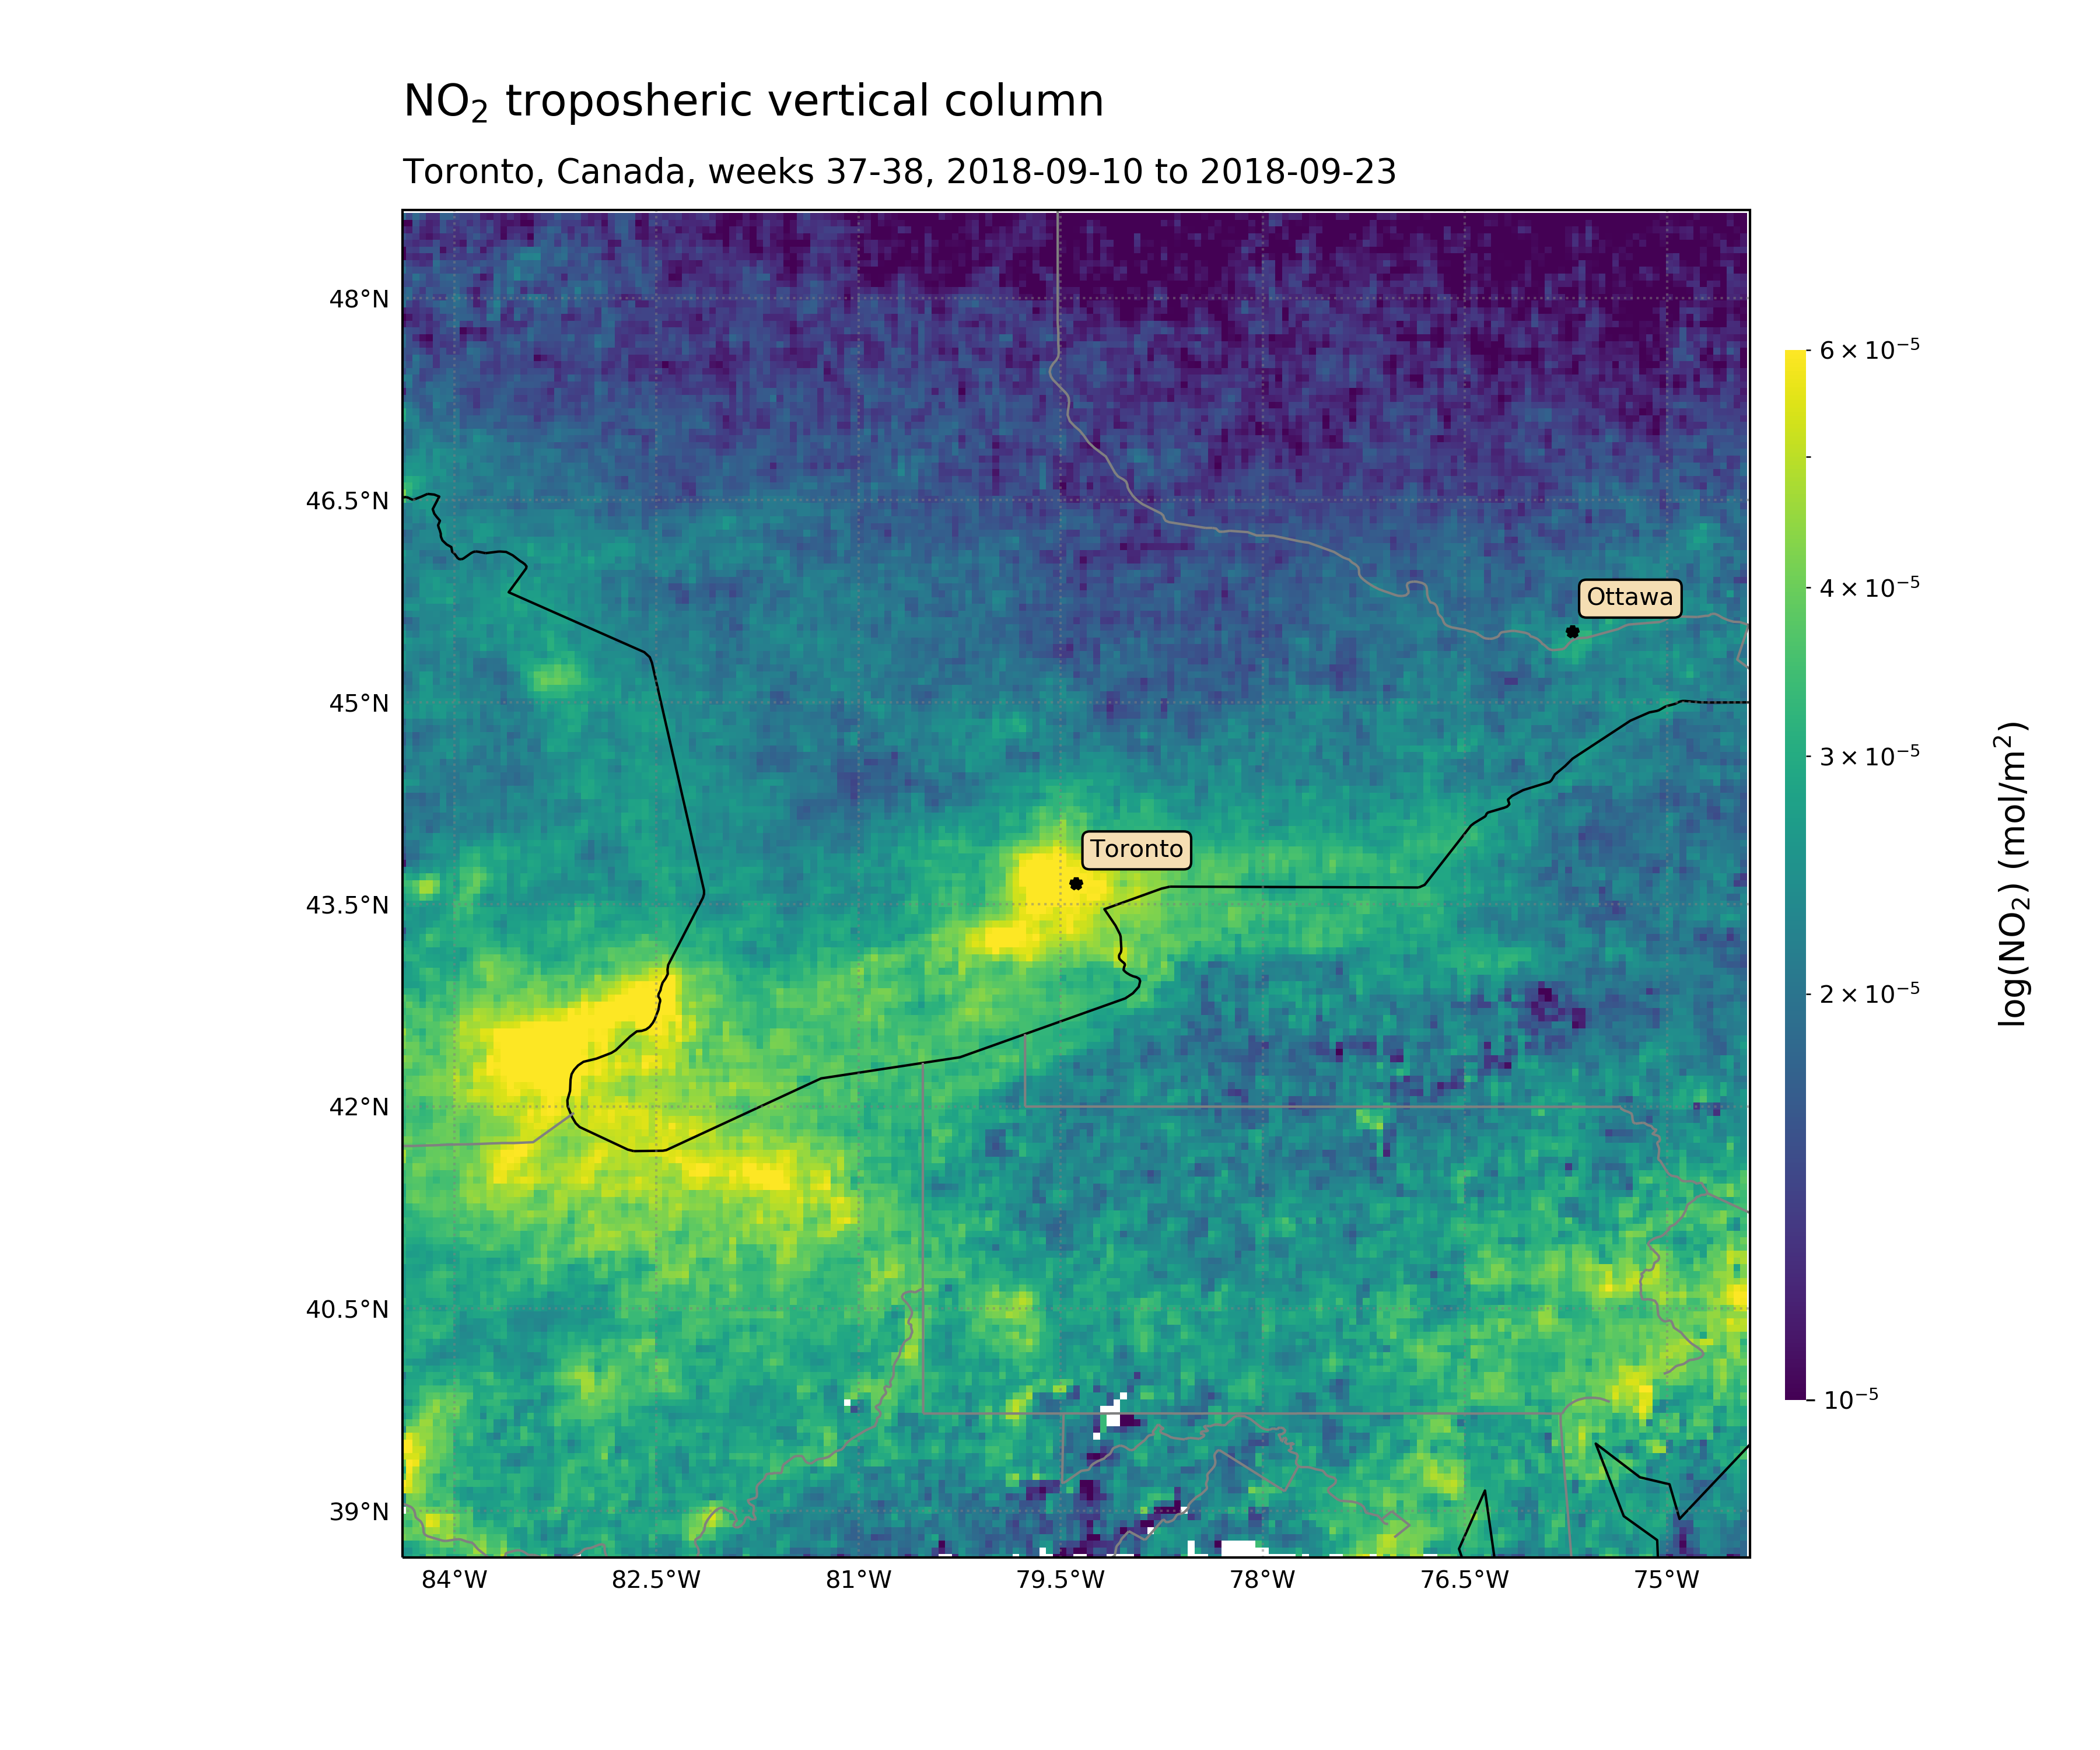 NO₂ troposheric vertical column
Toronto, Canada, weeks 37-38, 2018-09-10 to 2018-09-23
48°N
46.5°N
45°N
43.5°N
42°N
40.5°N
39°N
84°W 82.5°W 81°W 79.5°W 78°W 76.5°W 75°W
Ottawa
Toronto
6 × 10⁻⁵
4 × 10⁻⁵
3 × 10⁻⁵
2 × 10⁻⁵
10⁻⁵
log(NO₂) (mol/m²)